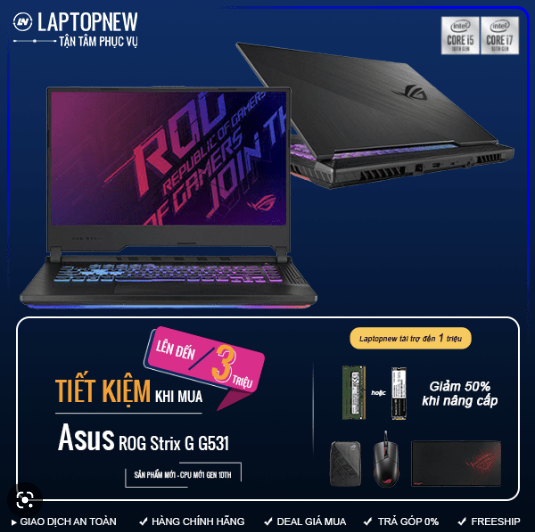 LAPTOPNEW
TẬN TÂM PHỤC VỤ
intel CORE i5 10TH GEN
intel CORE i7 10TH GEN
ROG
REPUBLIC OF GAMERS
OF GAMERS
JOIN THE
LÊN ĐẾN / 3 TRIỆU
TIẾT KIỆM KHI MUA
Asus ROG Strix G G531
SẢN PHẨM MỚI - CPU MỚI GEN 10TH
Laptopnew tài trợ đến 1 triệu
hoặc
Giảm 50%
khi nâng cấp
GIAO DỊCH AN TOÀN
HÀNG CHÍNH HÃNG
DEAL GIÁ MUA
TRẢ GÓP 0%
FREESHIP